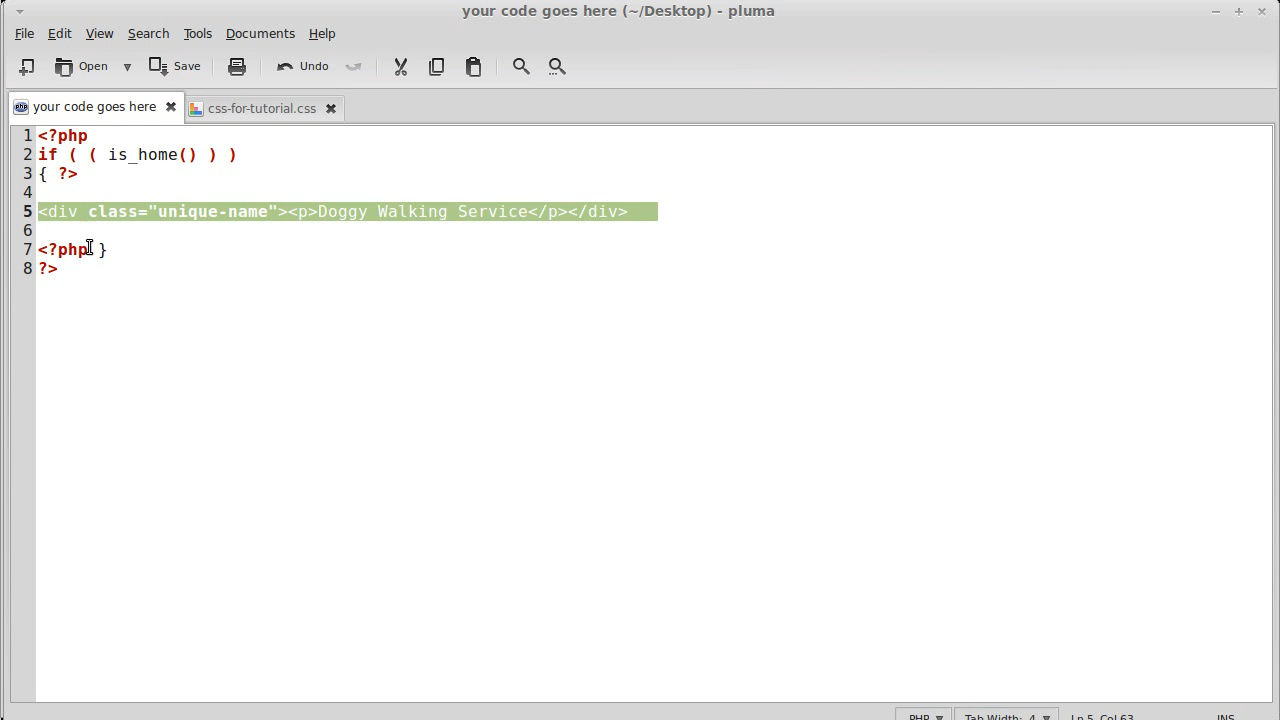 your code goes here (~/Desktop) - pluma
File Edit View Search Tools Documents Help
Open Save Undo
your code goes here css-for-tutorial.css
1 <?php
2 if ( ( is_home() ) )
3 { ?>
4
5 <div class="unique-name"><p>Doggy Walking Service</p></div>
6
7 <?php }
8 ?>
PHP Tab Width: 4 Ln 5, Col 63 INS